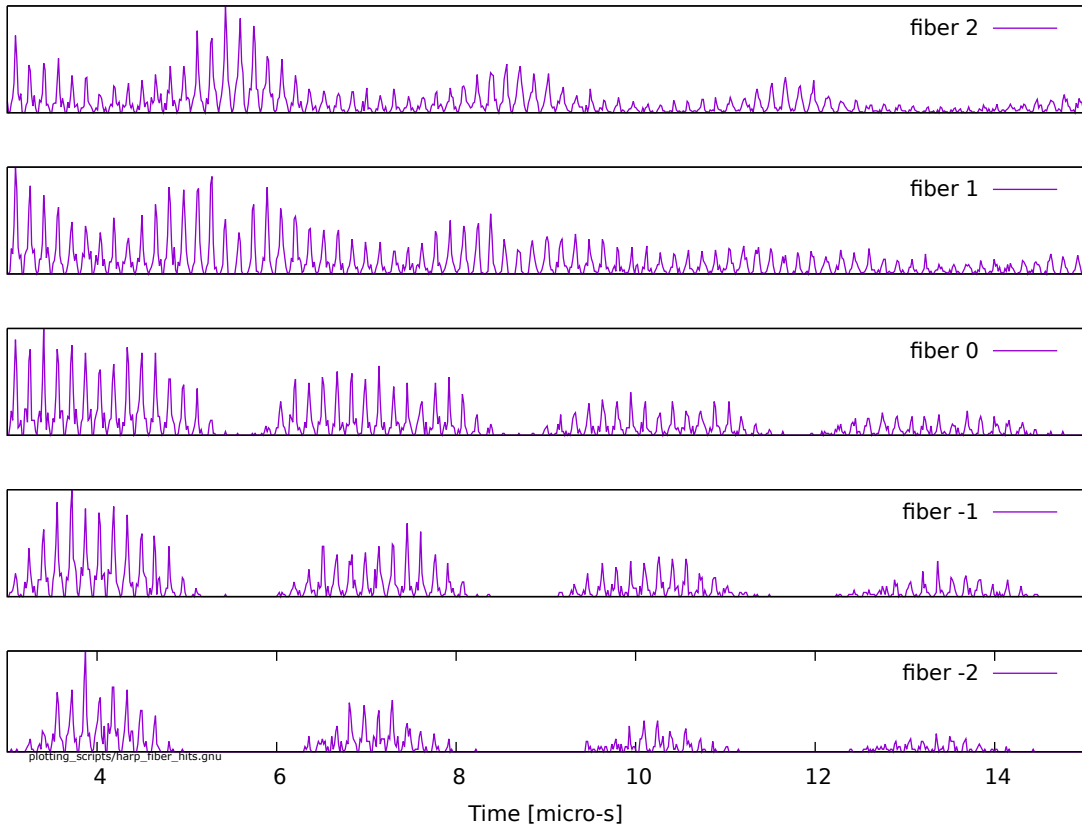 fiber 2
fiber 1
fiber 0
fiber -1
fiber -2
plotting_scripts/harp_fiber_hits.gnu
4 6 8 10 12 14
Time [micro-s]